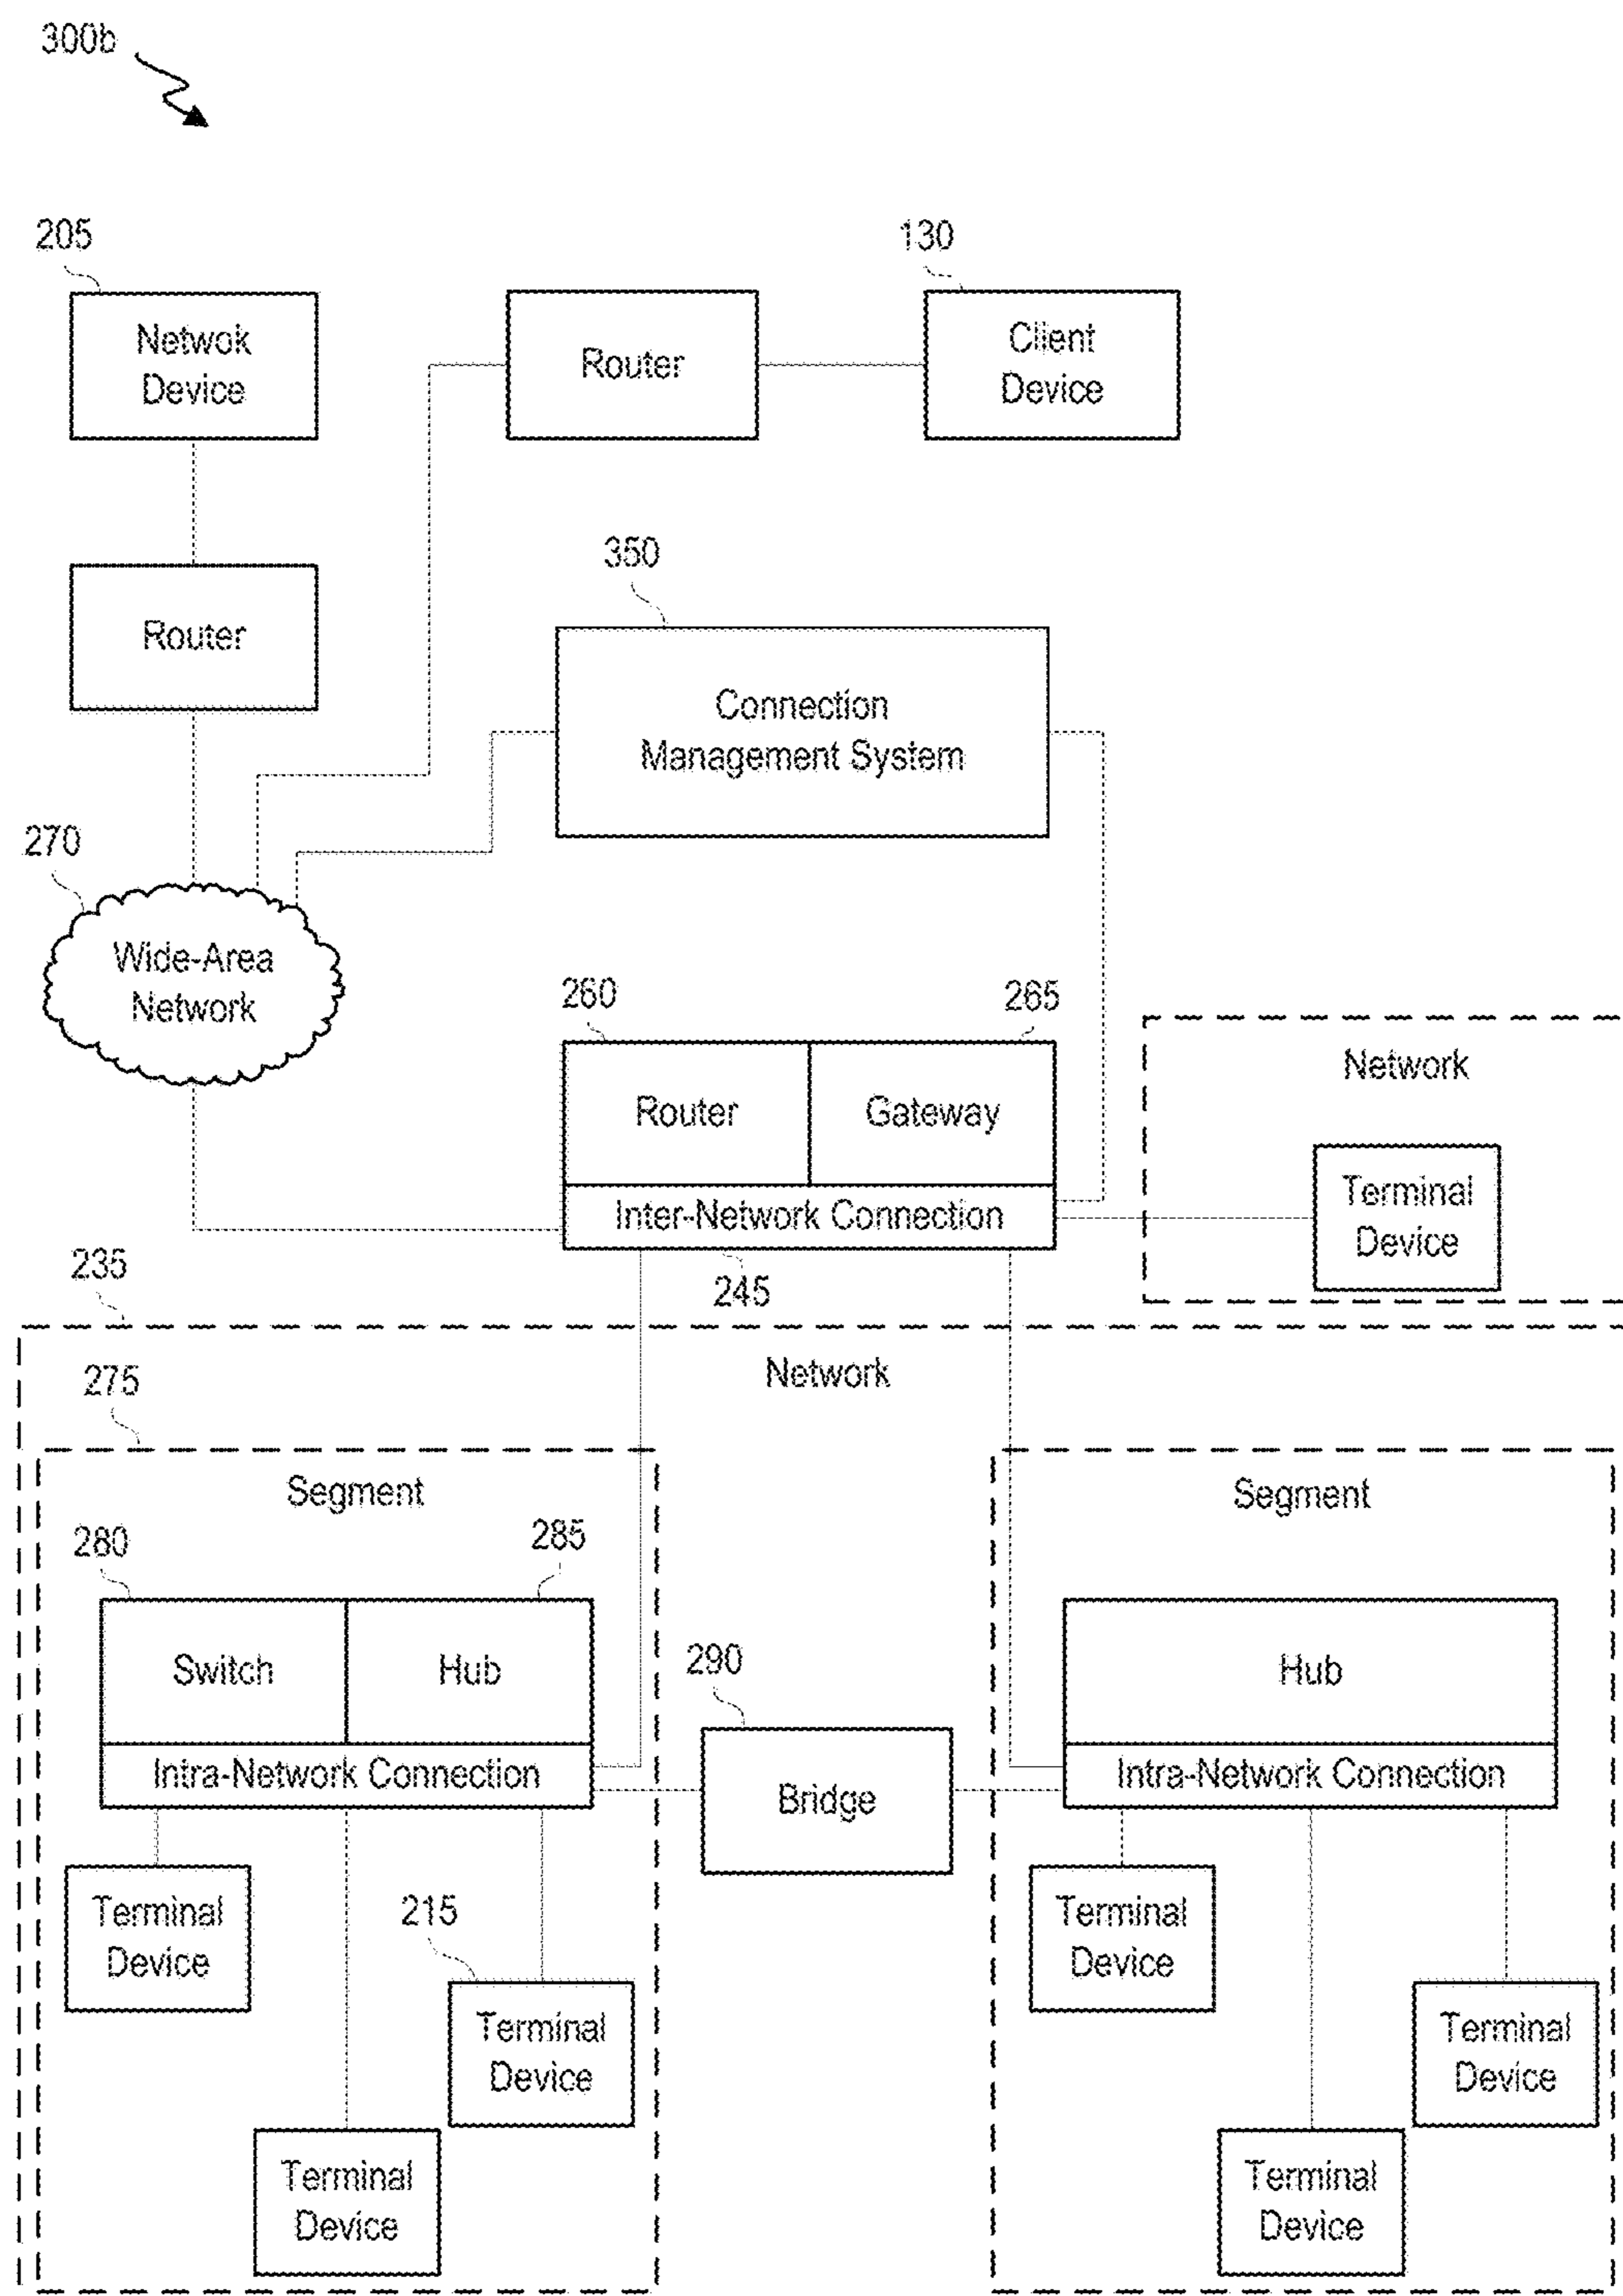 300b
205
130
Netwok
Device
Router
Client
Device
350
Router
Connection
Management System
270
Wide-Area
Network
260
265
Router
Gateway
Inter-Network Connection
245
Network
Terminal
Device
235
Network
275
Segment
Segment
280
285
Switch
Hub
Intra-Network Connection
290
Bridge
Hub
Intra-Network Connection
Terminal
Device
215
Terminal
Device
Terminal
Device
Terminal
Device
Terminal
Device
Terminal
Device